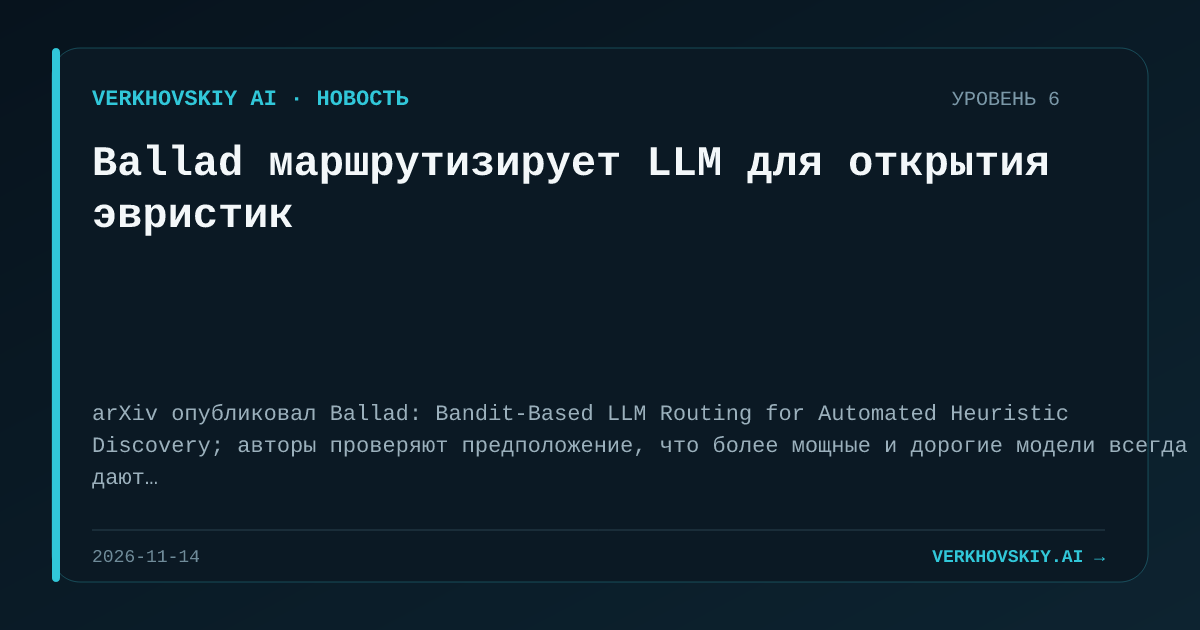 VERKHOVSKIY AI · НОВОСТЬ
УРОВЕНЬ 6
Ballad маршрутизирует LLM для открытия
эвристик
arXiv опубликовал Ballad: Bandit-Based LLM Routing for Automated Heuristic
Discovery; авторы проверяют предположение, что более мощные и дорогие модели всегда
дают…
2026-11-14
VERKHOVSKIY.AI →